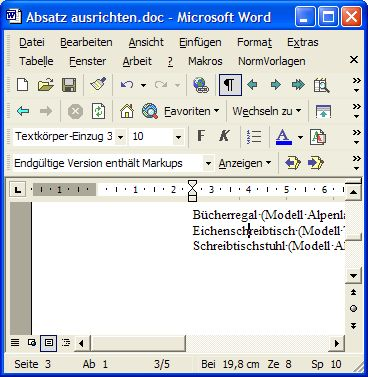 Absatz ausrichten.doc - Microsoft Word
Datei Bearbeiten Ansicht Einfügen Format Extras
Tabelle Fenster Arbeit ? Makros NormVorlagen
Favoriten Wechseln zu
Textkörper-Einzug 3 10 F K A
Endgültige Version enthält Markups Anzeigen
1 1 2 3 4 5 6
Bücherregal·(Modell·
Eichenschreibtisch·(Modell·
Schreibtischstuhl·(Modell·
Seite 3 Ab 1 3/5 Bei 19,8 cm Ze 8 Sp 10